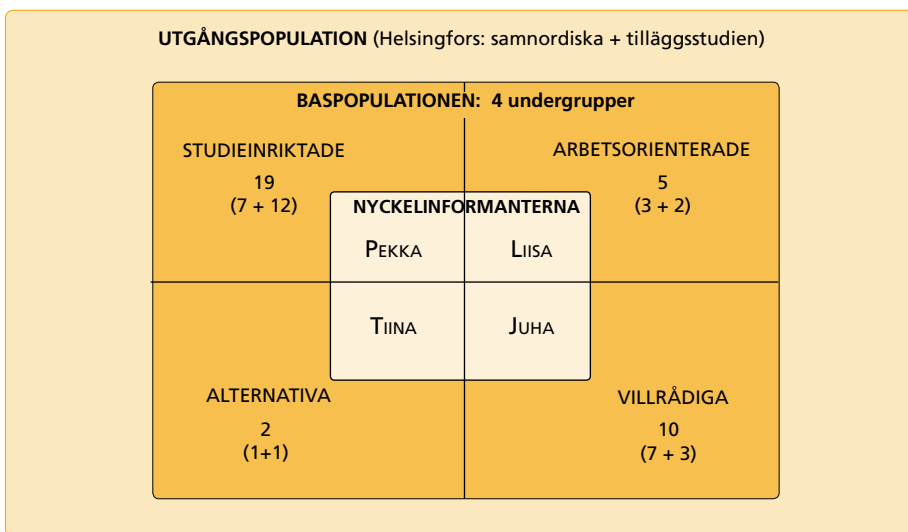 UTGÅNGSPOPULATION (Helsingfors: samnordiska + tilläggsstudien)
BASPOPULATIONEN: 4 undergrupper
STUDIEINRIKTADE
19
(7 + 12)
ARBETSORIENTERADE
5
(3 + 2)
NYCKELINFORMANTERNA
PEKKA
LIISA
TIINA
JUHA
ALTERNATIVA
2
(1+1)
VILLRÅDIGA
10
(7 + 3)